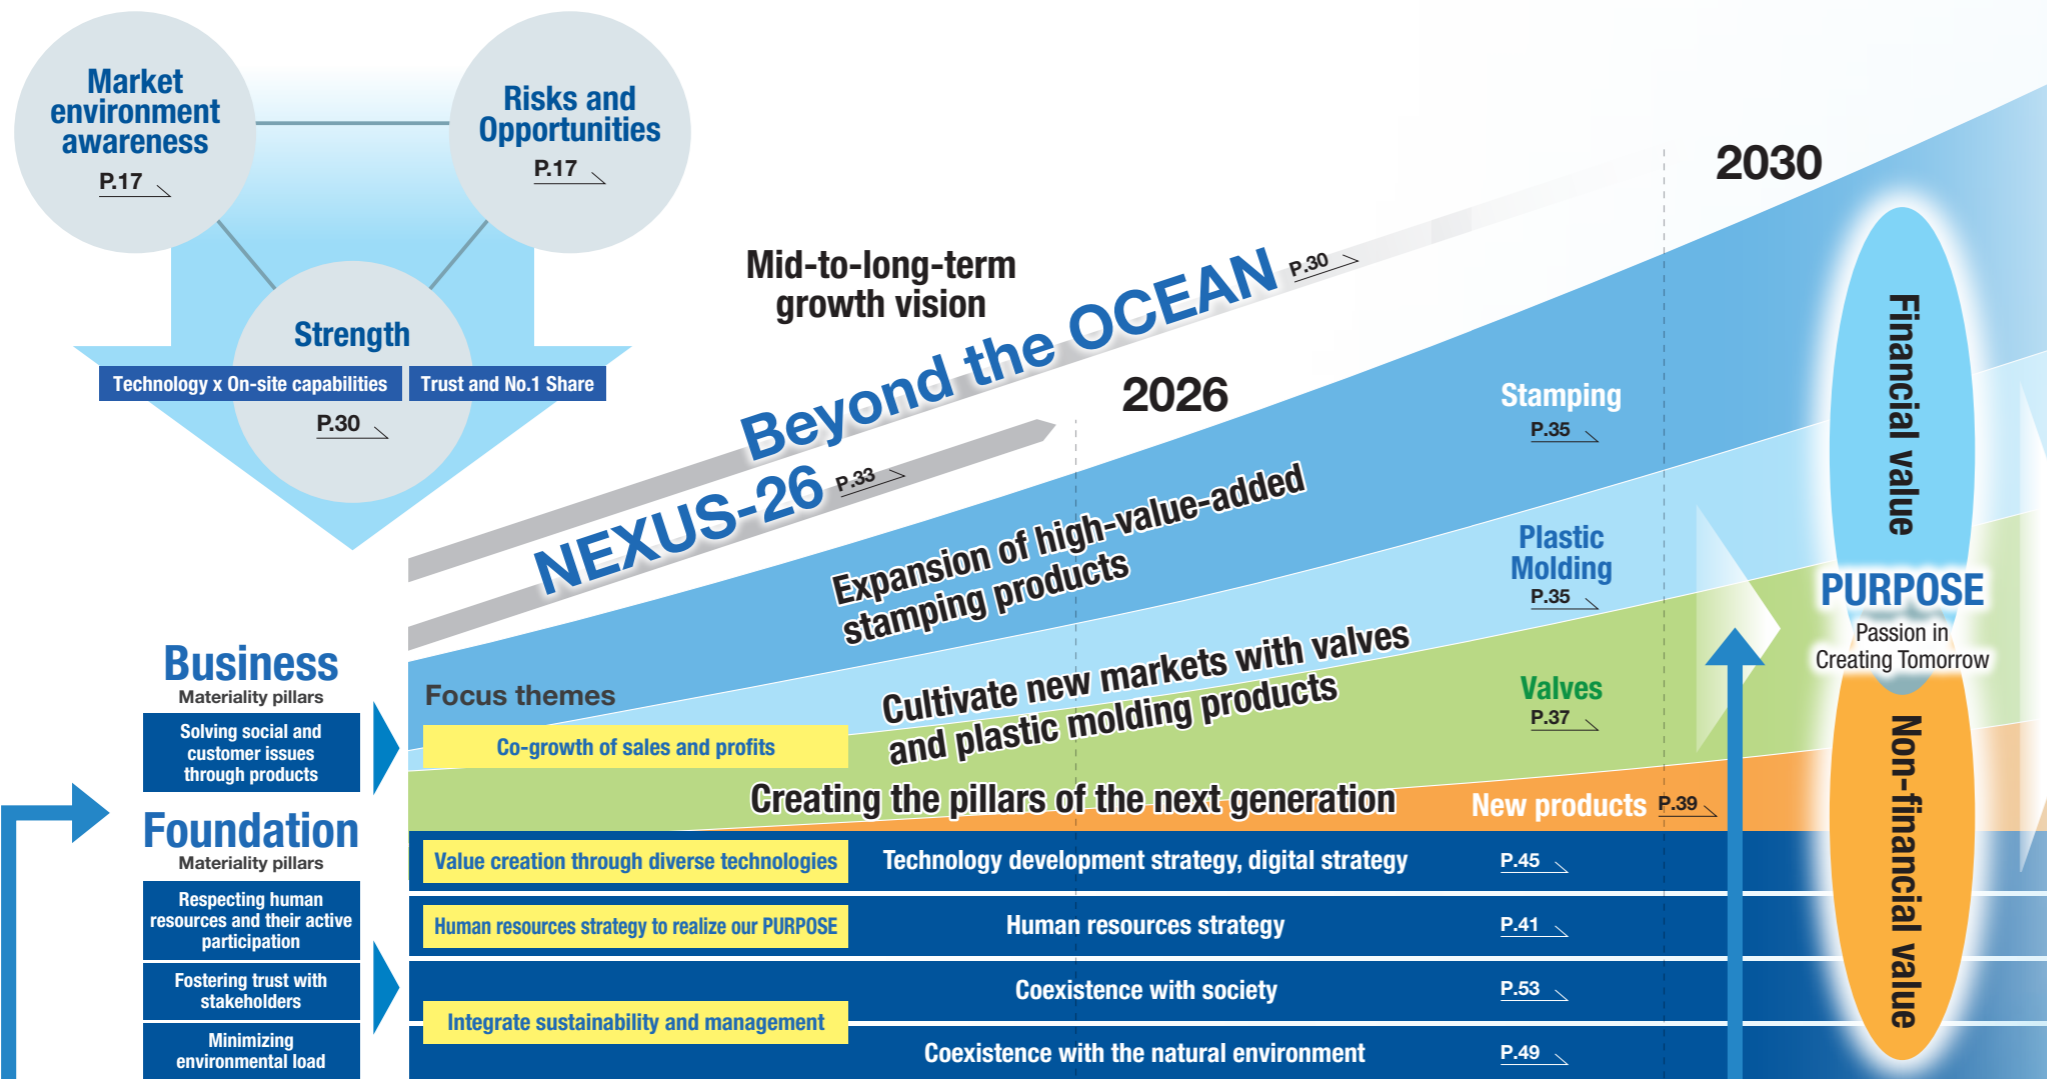 Market
environment
awareness
P.17
Risks and
Opportunities
P.17
Strength
Technology x On-site capabilities
Trust and No.1 Share
P.30
Mid-to-long-term
growth vision
Beyond the OCEAN P.30
NEXUS-26 P.33
2026
2030
Expansion of high-value-added
stamping products
Stamping
P.35
Plastic
Molding
P.35
Cultivate new markets with valves
and plastic molding products
Valves
P.37
Creating the pillars of the next generation
New products P.39
Business
Materiality pillars
Solving social and
customer issues
through products
Focus themes
Co-growth of sales and profits
Foundation
Materiality pillars
Respecting human
resources and their active
participation
Fostering trust with
stakeholders
Minimizing
environmental load
Value creation through diverse technologies
Technology development strategy, digital strategy
P.45
Human resources strategy to realize our PURPOSE
Human resources strategy
P.41
Integrate sustainability and management
Coexistence with society
P.53
Coexistence with the natural environment
P.49
Financial value
PURPOSE
Passion in
Creating Tomorrow
Non-financial value